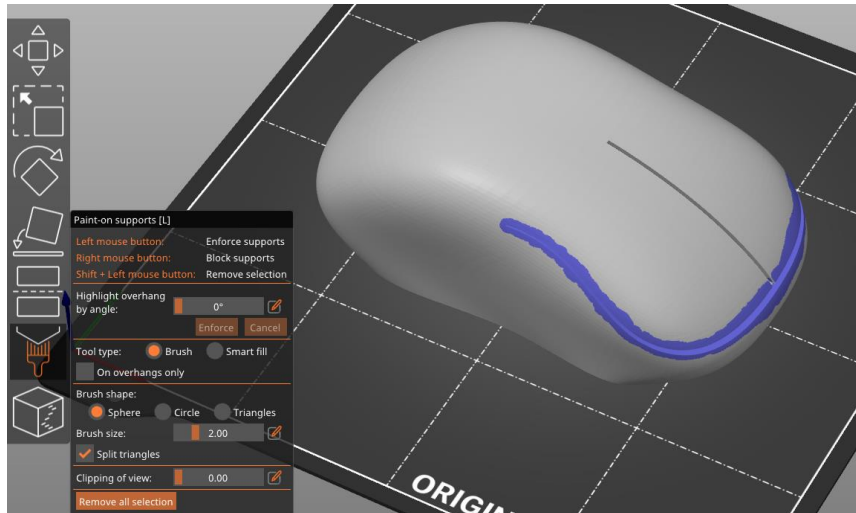 Paint-on supports [L]
Left mouse button: Enforce supports
Right mouse button: Block supports
Shift + Left mouse button: Remove selection
Highlight overhang
by angle: 0°
Enforce Cancel
Tool type: Brush Smart fill
On overhangs only
Brush shape:
Sphere Circle Triangles
Brush size: 2.00
Split triangles
Clipping of view: 0.00
Remove all selection
ORIGIN